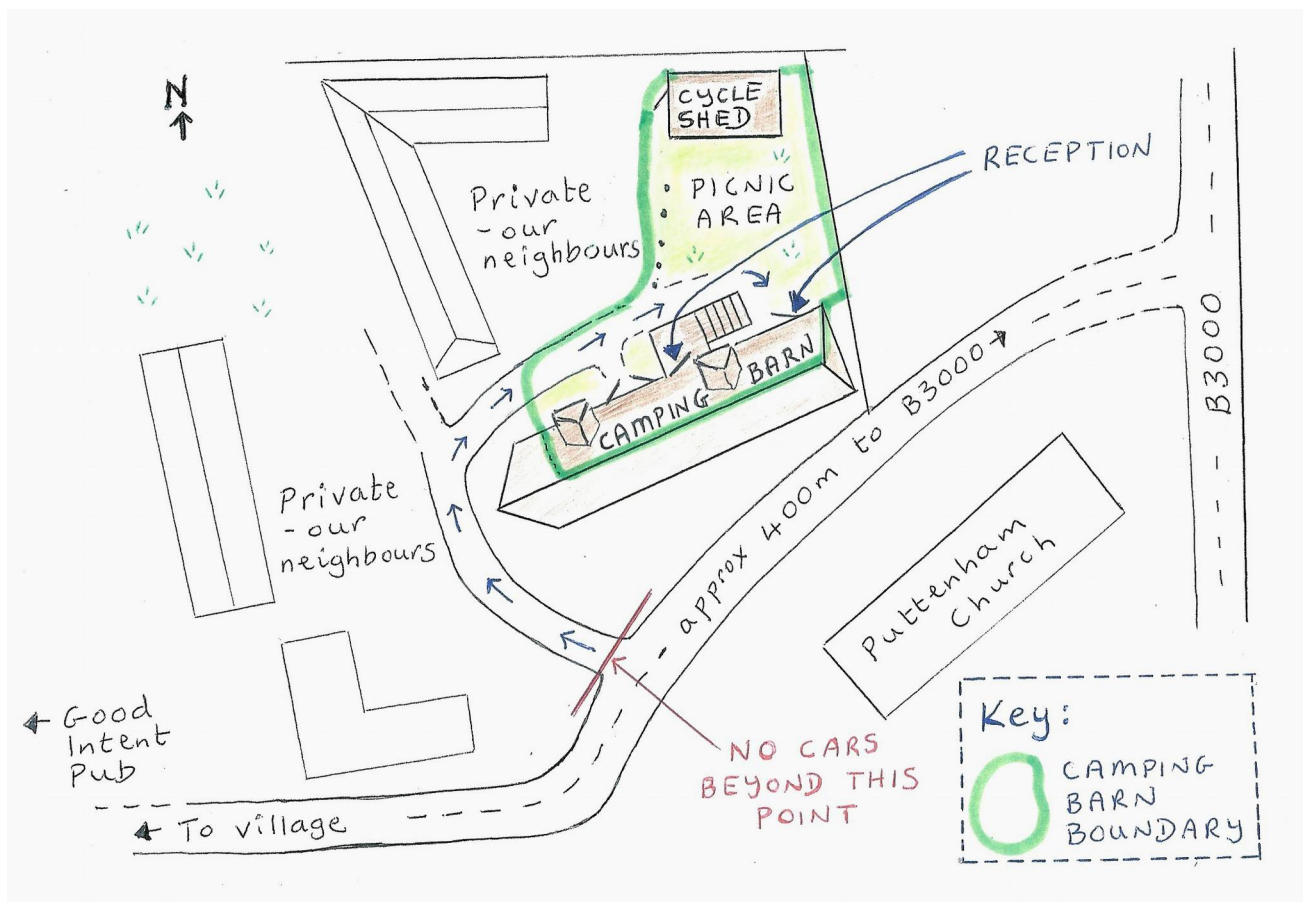 N
CYCLE
SHED
RECEPTION
PICNIC
AREA
Private
- our
neighbours
BARN
CAMPING
B3000
- approx 400m to B3000
Private
- our
neighbours
Puttenham
Church
Good
Intent
Pub
To village
NO CARS
BEYOND THIS
POINT
Key:
CAMPING
BARN
BOUNDARY